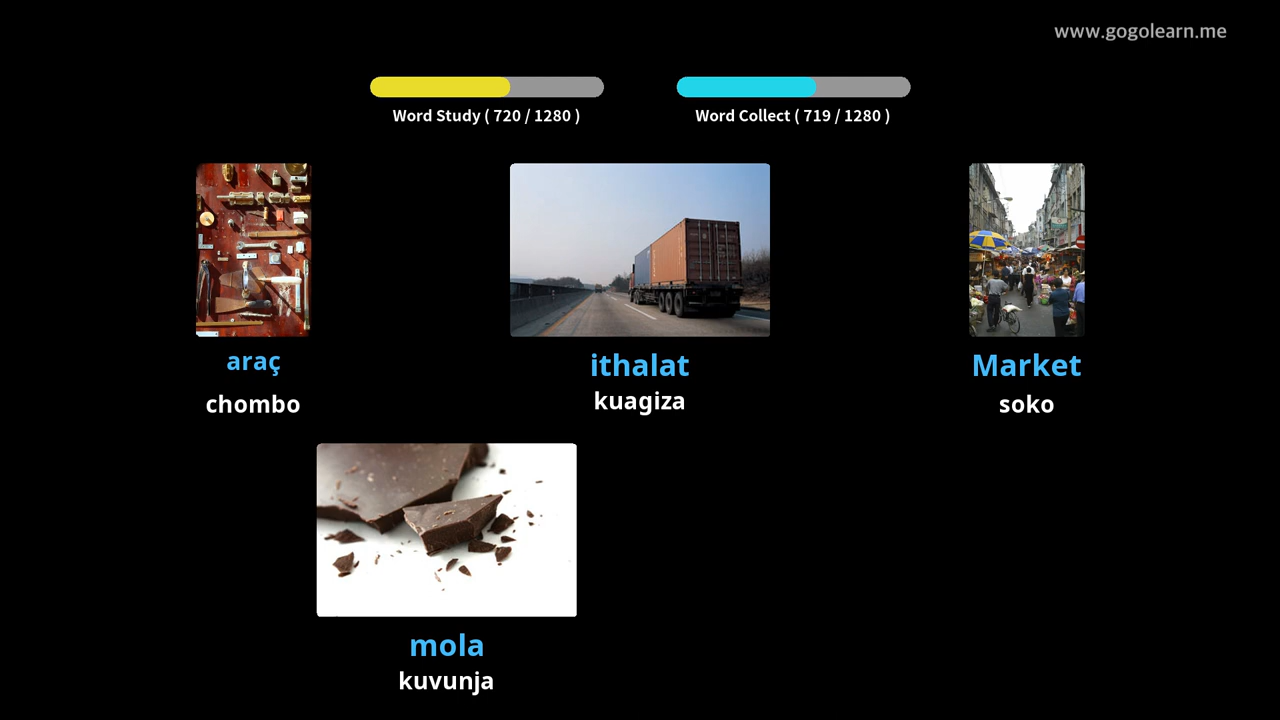 www.gogolearn.me
Word Study ( 720 / 1280 )
Word Collect ( 719 / 1280 )
araç
chombo
ithalat
kuagiza
Market
soko
mola
kuvunja